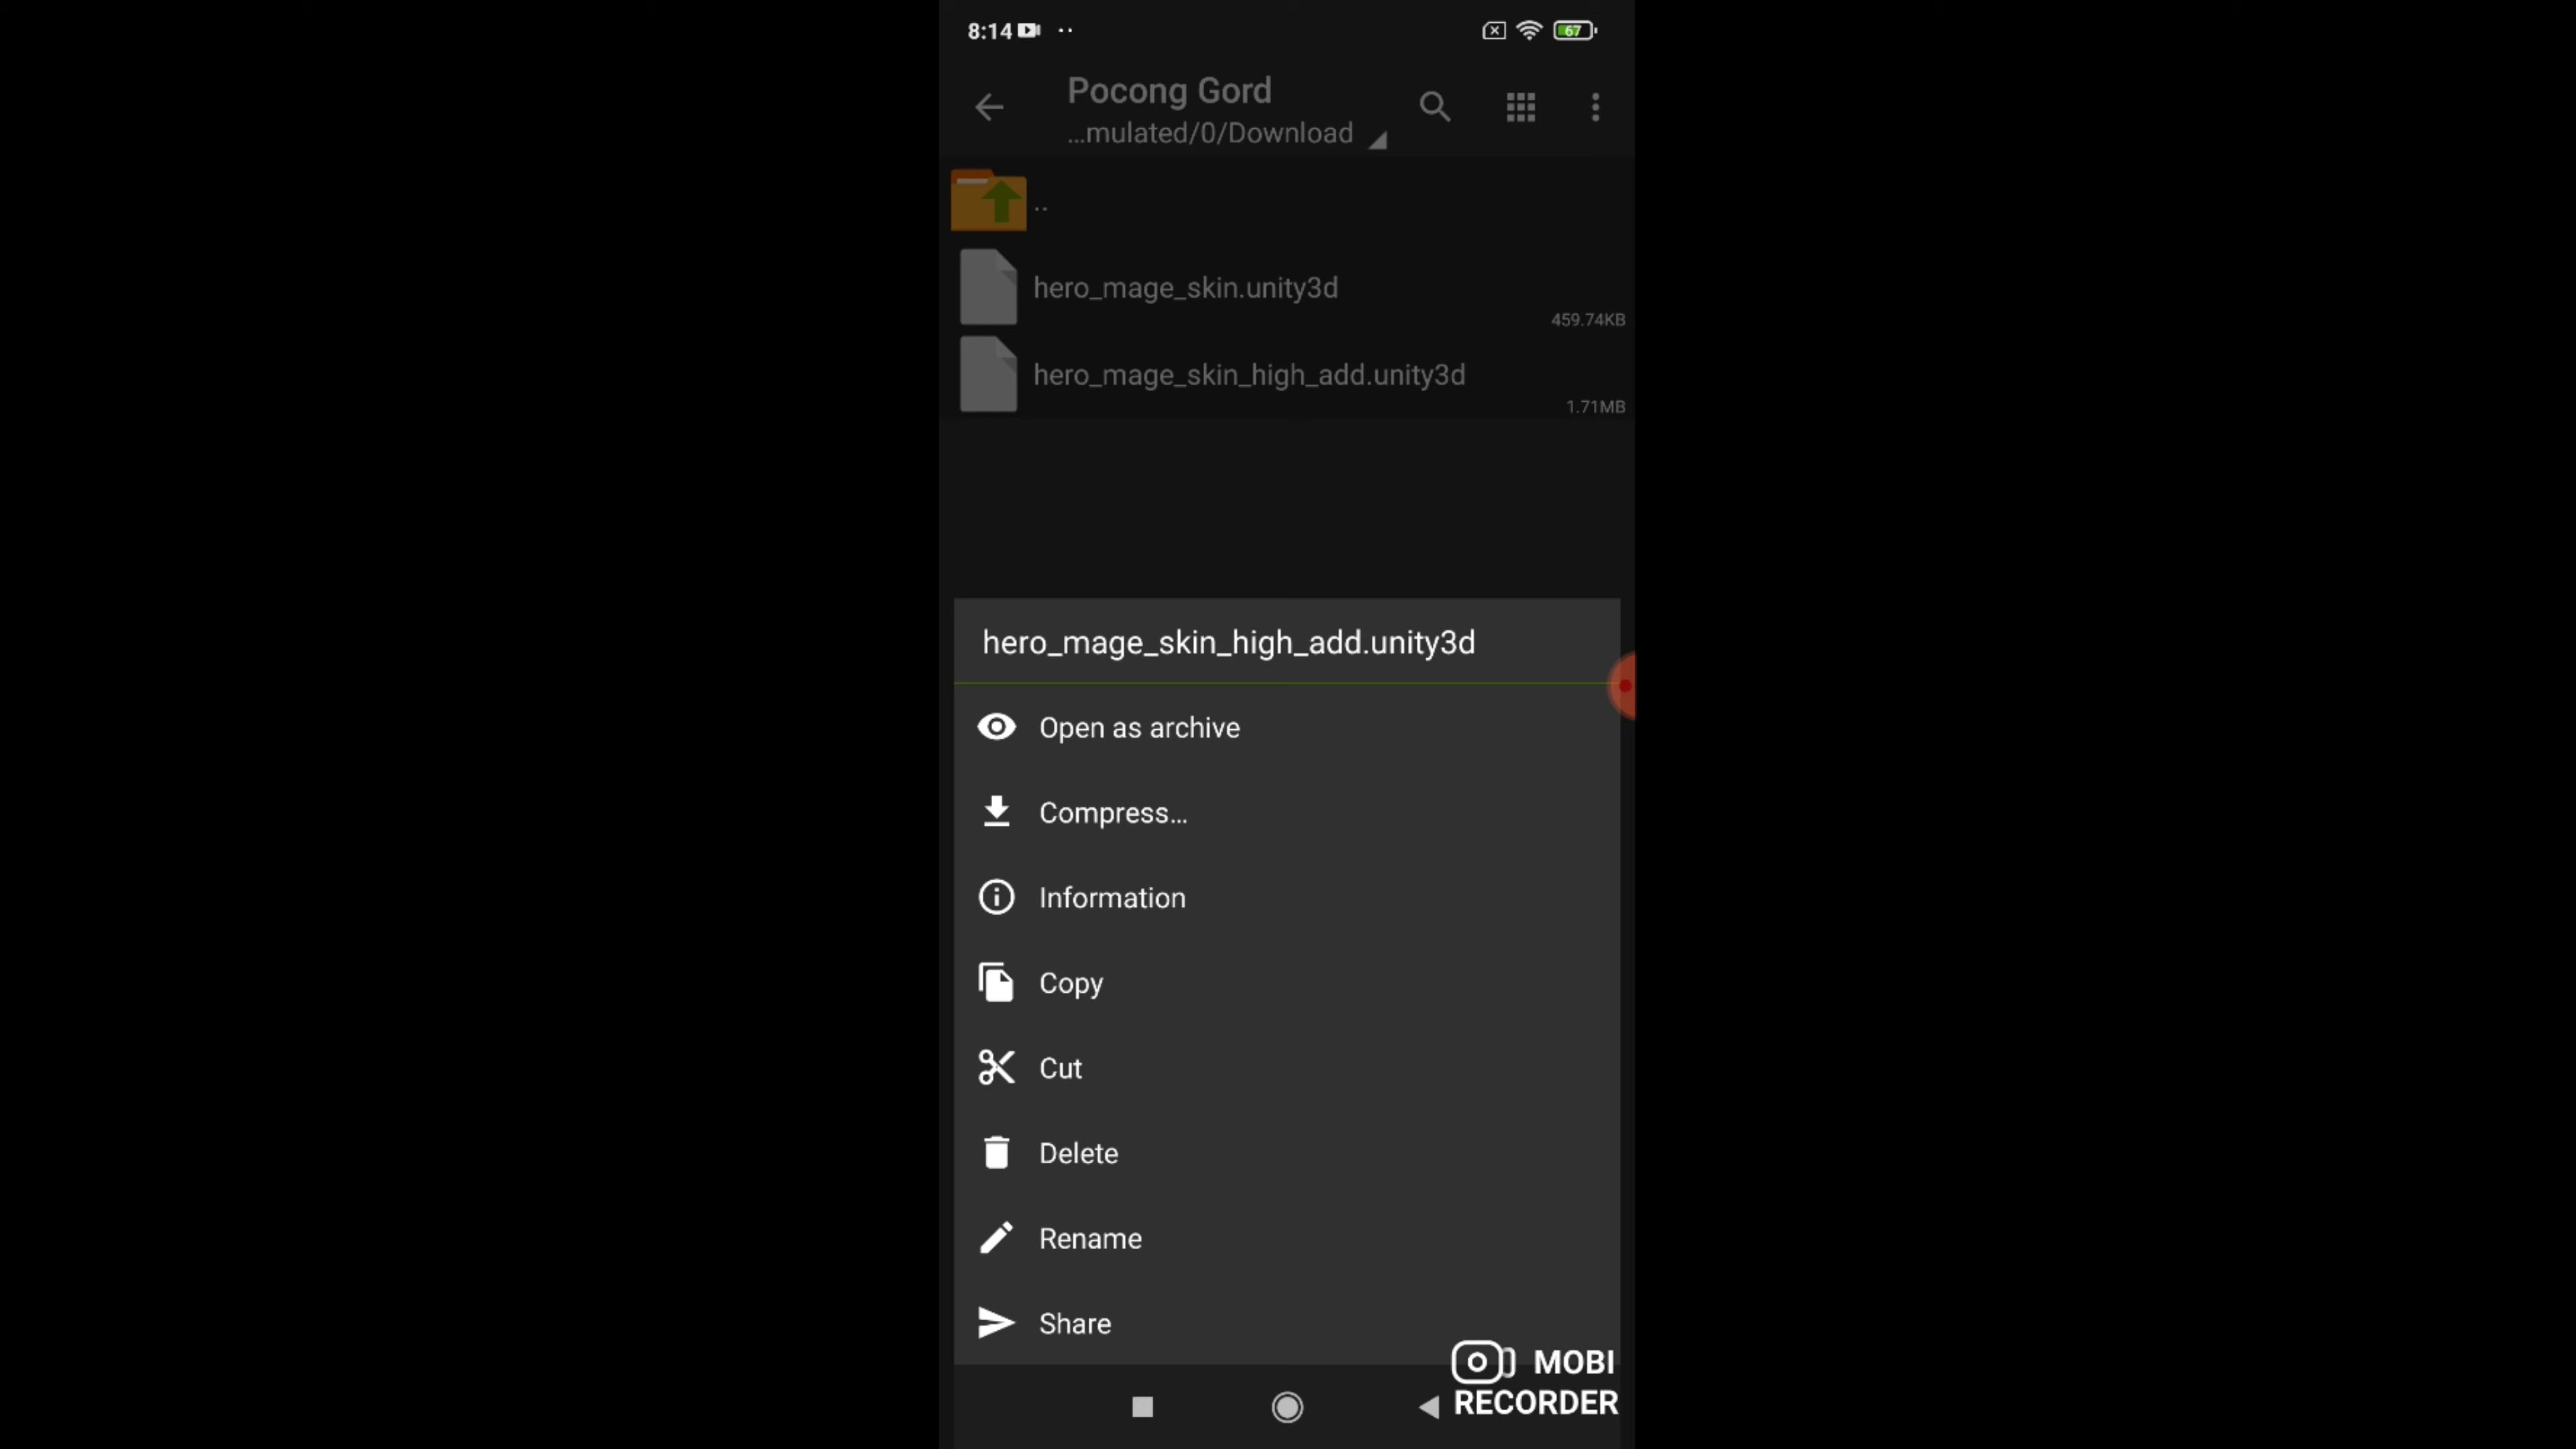 8:14
67
Pocong Gord
...mulated/0/Download
..
hero_mage_skin.unity3d
459.74KB
hero_mage_skin_high_add.unity3d
1.71MB
hero_mage_skin_high_add.unity3d
Open as archive
Compress...
Information
Copy
Cut
Delete
Rename
Share
MOBI
RECORDER